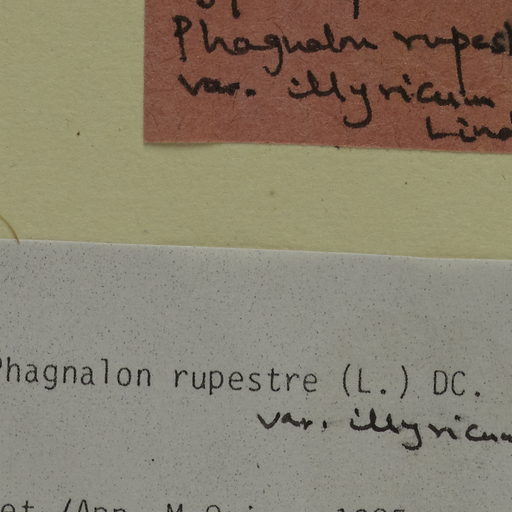 Phagnalon rupest
var. illyricum
Lind
Phagnalon rupestre (L.) DC.
var. illyricum